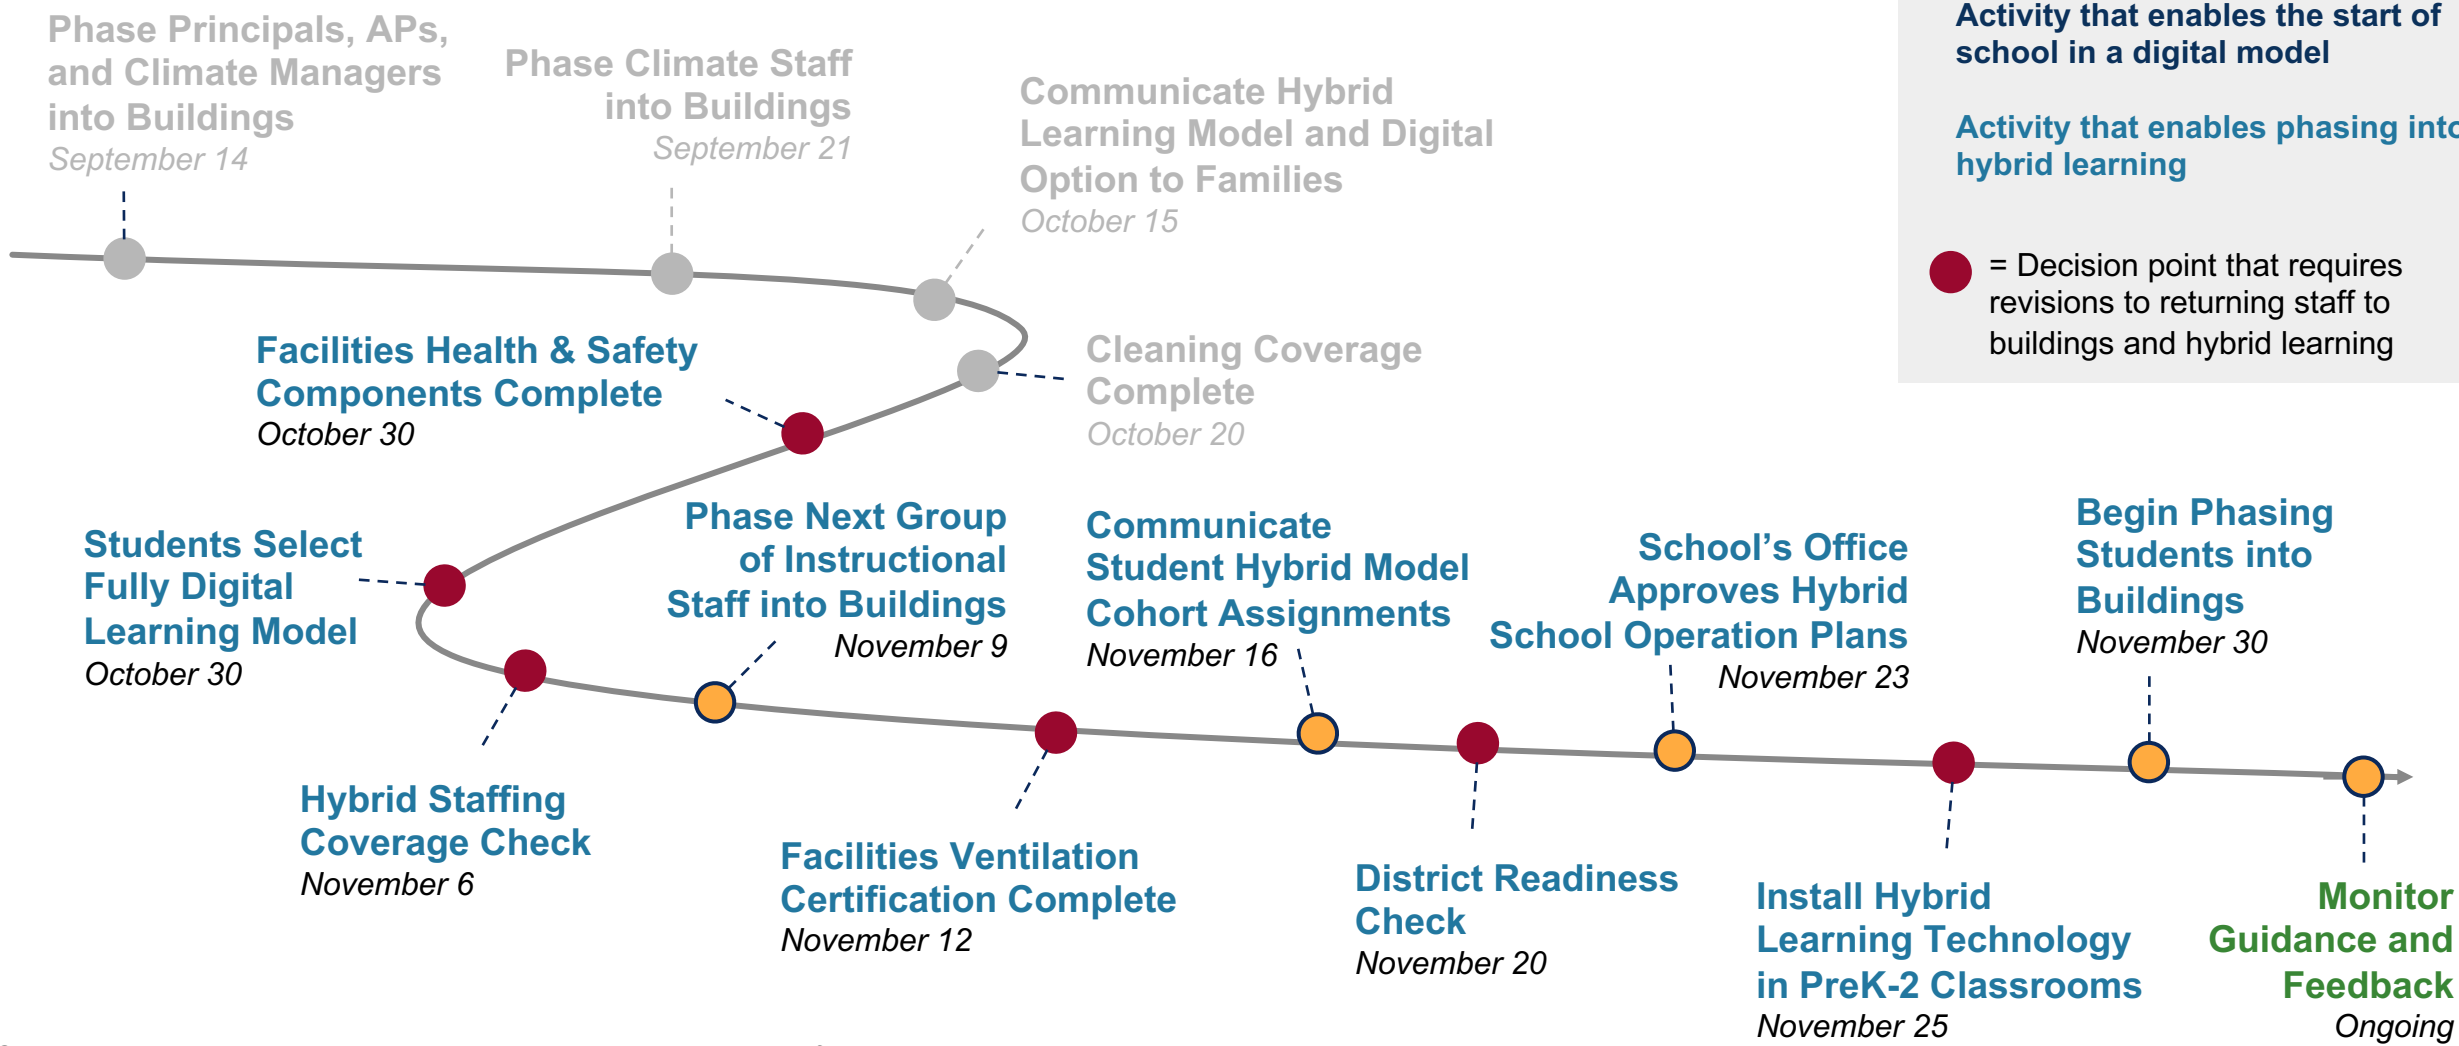 Phase Principals, APs,
and Climate Managers
into Buildings
September 14
Phase Climate Staff
into Buildings
September 21
Communicate Hybrid
Learning Model and Digital
Option to Families
October 15
Activity that enables the start of
school in a digital model
Activity that enables phasing into
hybrid learning
= Decision point that requires
revisions to returning staff to
buildings and hybrid learning
Facilities Health & Safety
Components Complete
October 30
Cleaning Coverage
Complete
October 20
Students Select
Fully Digital
Learning Model
October 30
Phase Next Group
of Instructional
Staff into Buildings
November 9
Communicate
Student Hybrid Model
Cohort Assignments
November 16
School’s Office
Approves Hybrid
School Operation Plans
November 23
Begin Phasing
Students into
Buildings
November 30
Hybrid Staffing
Coverage Check
November 6
Facilities Ventilation
Certification Complete
November 12
District Readiness
Check
November 20
Install Hybrid
Learning Technology
in PreK-2 Classrooms
November 25
Monitor
Guidance and
Feedback
Ongoing